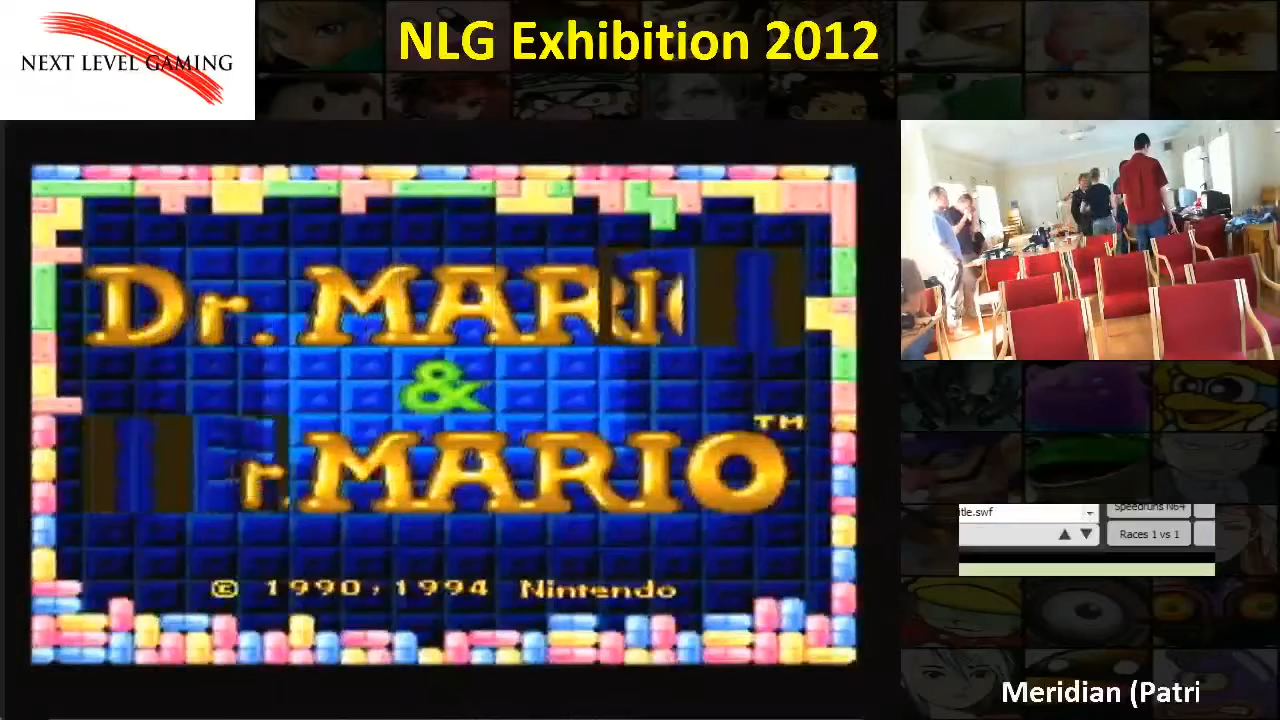 NEXT LEVEL GAMING
NLG Exhibition 2012
Dr. MARIO
&
r. MARIO
TM
© 1990, 1994 Nintendo
tle.swf
Speedruns N64
Races 1 vs 1
Meridian (Patri